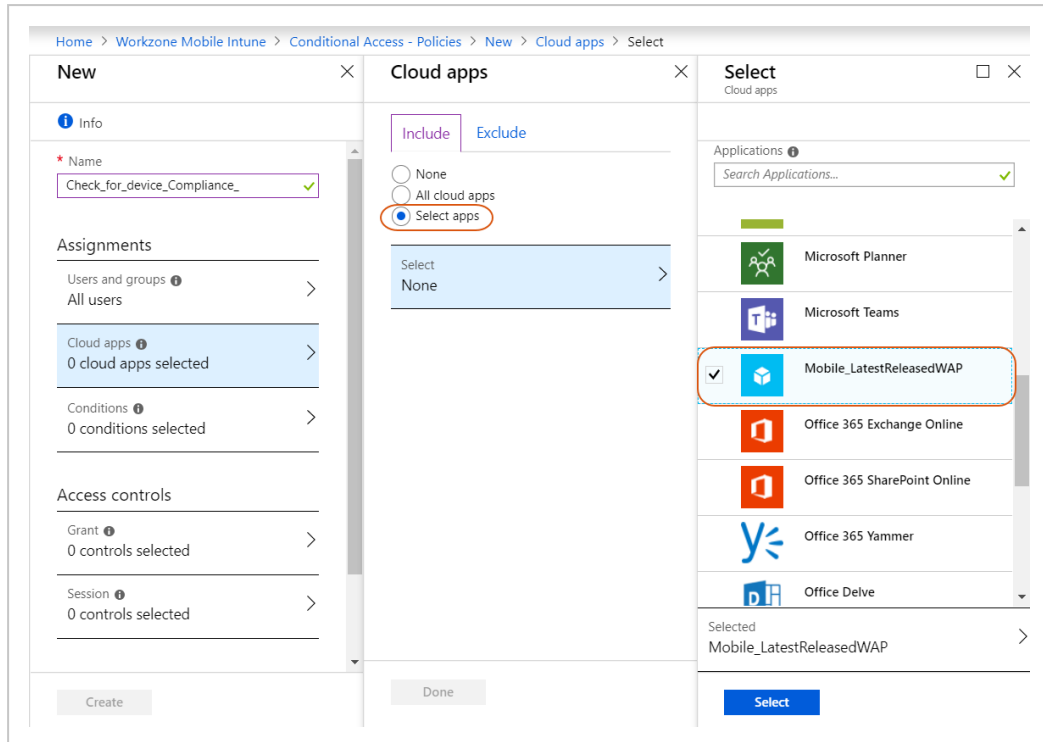 Home > Workzone Mobile Intune > Conditional Access - Policies > New > Cloud apps > Select
New
Info
* Name
Check_for_device_Compliance_
Assignments
Users and groups
All users
Cloud apps
0 cloud apps selected
Conditions
0 conditions selected
Access controls
Grant
0 controls selected
Session
0 controls selected
Create
Cloud apps
Include Exclude
None
All cloud apps
Select apps
Select
None
Done
Select
Cloud apps
Applications
Search Applications...
Microsoft Planner
Microsoft Teams
Mobile_LatestReleasedWAP
Office 365 Exchange Online
Office 365 SharePoint Online
Office 365 Yammer
Office Delve
Selected
Mobile_LatestReleasedWAP
Select